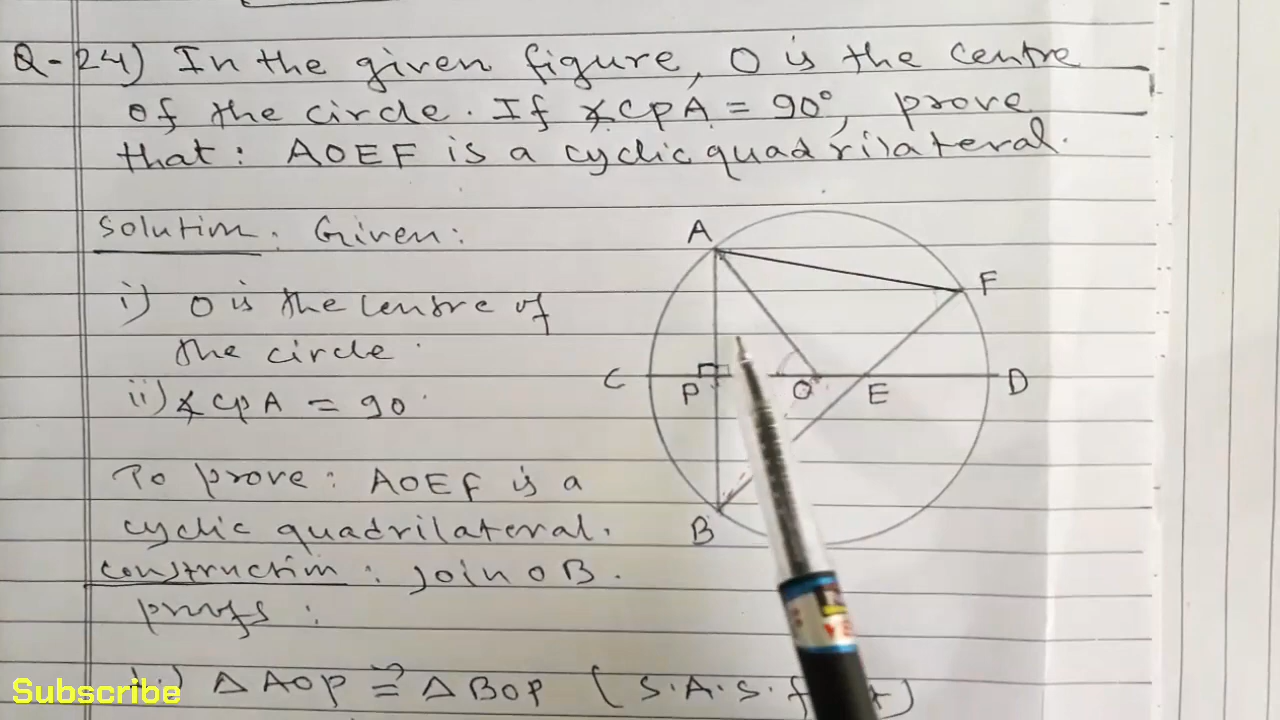 Q-24) In the given figure, O is the centre
of the circle. If ∡CPA = 90°, prove
that: AOEF is a cyclic quadrilateral.
Solution. Given:
i) O is the centre of
the circle.
ii) ∡CPA = 90.
To prove: AOEF is a
cyclic quadrilateral.
construction: Join OB.
proofs:
A
F
C
P
O
E
D
B
i) △AOP ≅ △BOP (S.A.S.
Subscribe